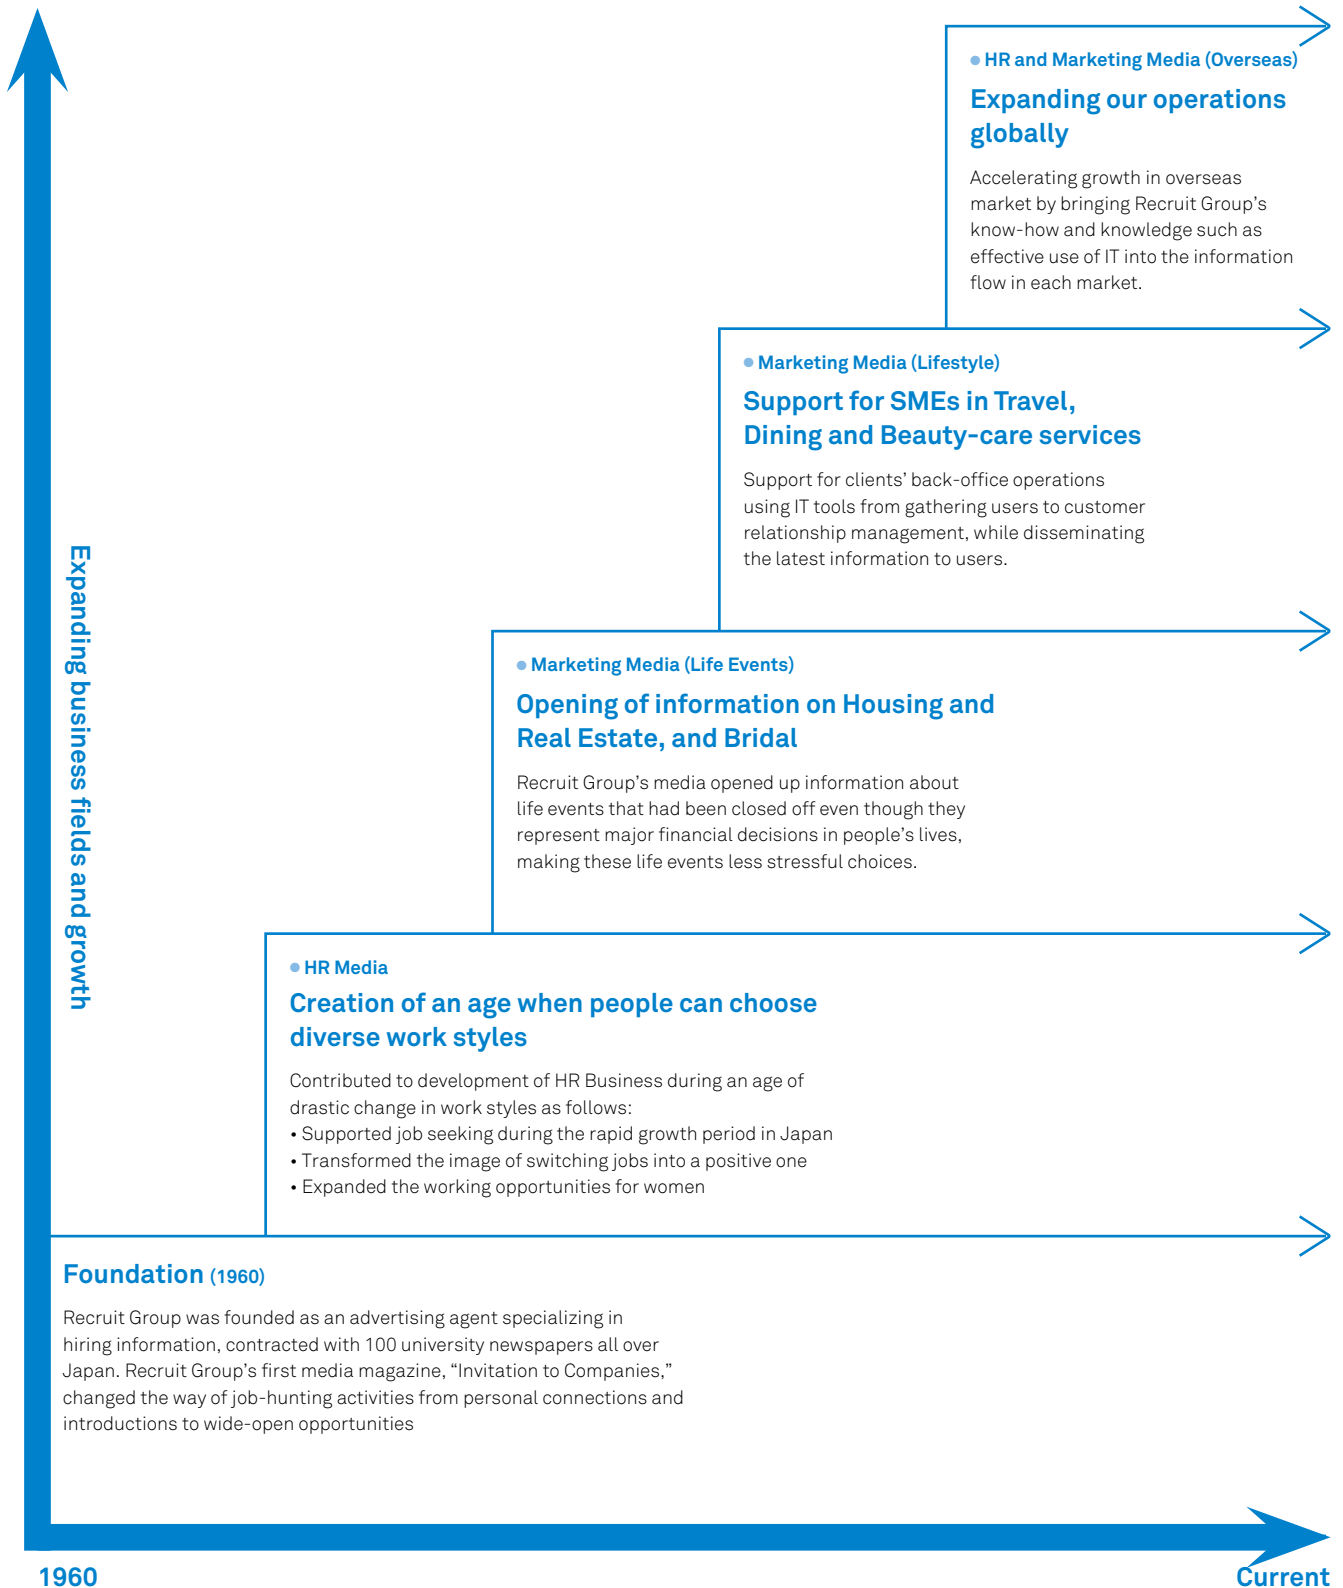 ● HR and Marketing Media (Overseas)
Expanding our operations
globally
Accelerating growth in overseas
market by bringing Recruit Group’s
know-how and knowledge such as
effective use of IT into the information
flow in each market.
● Marketing Media (Lifestyle)
Support for SMEs in Travel,
Dining and Beauty-care services
Support for clients’ back-office operations
using IT tools from gathering users to customer
relationship management, while disseminating
the latest information to users.
Expanding business fields and growth
● Marketing Media (Life Events)
Opening of information on Housing and
Real Estate, and Bridal
Recruit Group’s media opened up information about
life events that had been closed off even though they
represent major financial decisions in people’s lives,
making these life events less stressful choices.
● HR Media
Creation of an age when people can choose
diverse work styles
Contributed to development of HR Business during an age of
drastic change in work styles as follows:
• Supported job seeking during the rapid growth period in Japan
• Transformed the image of switching jobs into a positive one
• Expanded the working opportunities for women
Foundation (1960)
Recruit Group was founded as an advertising agent specializing in
hiring information, contracted with 100 university newspapers all over
Japan. Recruit Group’s first media magazine, “Invitation to Companies,”
changed the way of job-hunting activities from personal connections and
introductions to wide-open opportunities
1960
Current